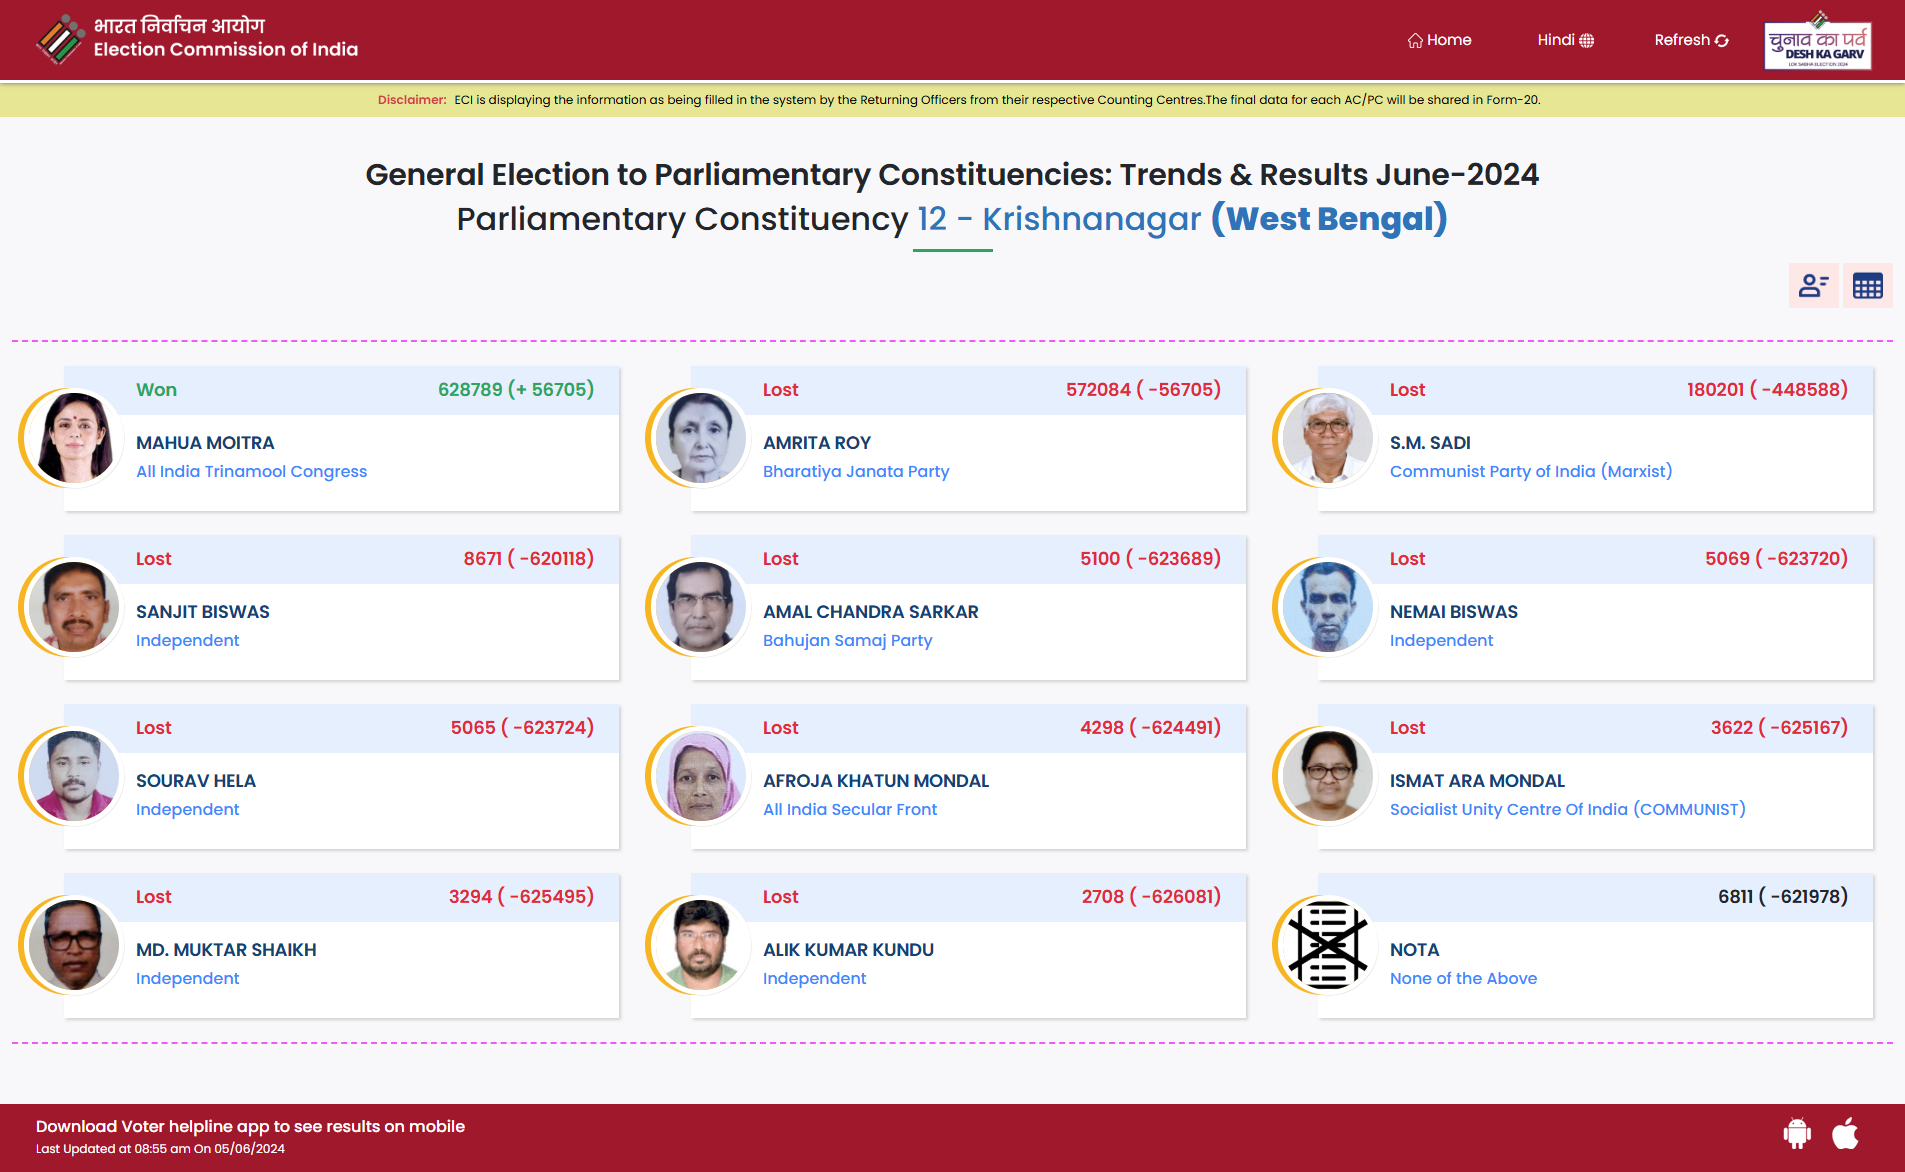 भारत निर्वाचन आयोग
Election Commission of India
Home
Hindi
Refresh
चुनाव का पर्व
DESH KA GARV
LOK SABHA ELECTION 2024
Disclaimer: ECI is displaying the information as being filled in the system by the Returning Officers from their respective Counting Centres.The final data for each AC/PC will be shared in Form-20.
General Election to Parliamentary Constituencies: Trends & Results June-2024
Parliamentary Constituency 12 - Krishnanagar (West Bengal)
Won 628789 (+ 56705)
MAHUA MOITRA
All India Trinamool Congress
Lost 572084 ( -56705)
AMRITA ROY
Bharatiya Janata Party
Lost 180201 ( -448588)
S.M. SADI
Communist Party of India (Marxist)
Lost 8671 ( -620118)
SANJIT BISWAS
Independent
Lost 5100 ( -623689)
AMAL CHANDRA SARKAR
Bahujan Samaj Party
Lost 5069 ( -623720)
NEMAI BISWAS
Independent
Lost 5065 ( -623724)
SOURAV HELA
Independent
Lost 4298 ( -624491)
AFROJA KHATUN MONDAL
All India Secular Front
Lost 3622 ( -625167)
ISMAT ARA MONDAL
Socialist Unity Centre Of India (COMMUNIST)
Lost 3294 ( -625495)
MD. MUKTAR SHAIKH
Independent
Lost 2708 ( -626081)
ALIK KUMAR KUNDU
Independent
6811 ( -621978)
NOTA
None of the Above
Download Voter helpline app to see results on mobile
Last Updated at 08:55 am On 05/06/2024